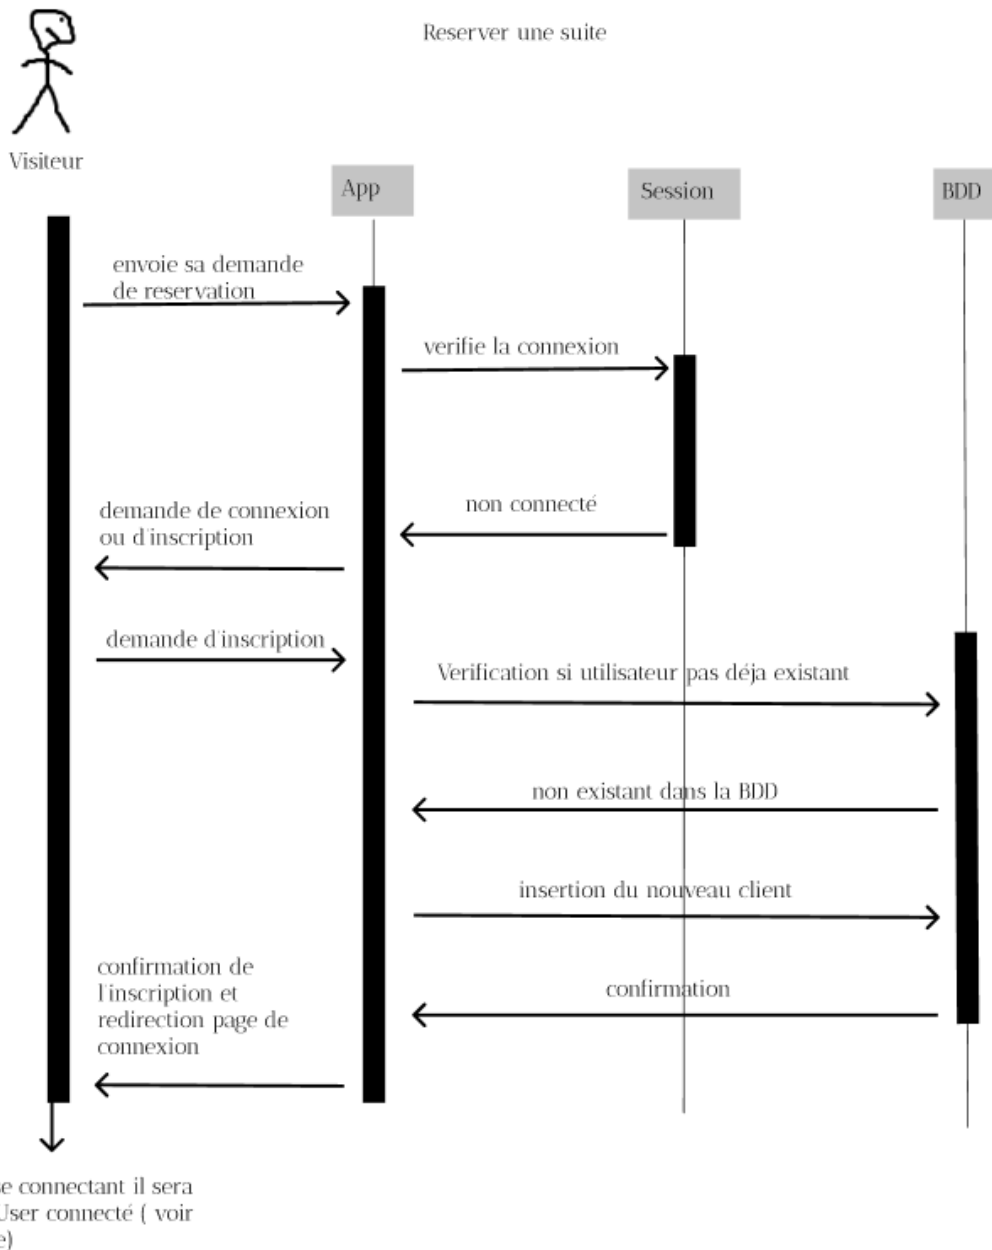 Reserver une suite
Visiteur
App
Session
BDD
envoie sa demande
de reservation
verifie la connexion
non connecté
demande de connexion
ou d'inscription
demande d'inscription
Verification si utilisateur pas déja existant
non existant dans la BDD
insertion du nouveau client
confirmation de
l'inscription et
redirection page de
connexion
confirmation
connectant il sera
User connecté ( voir